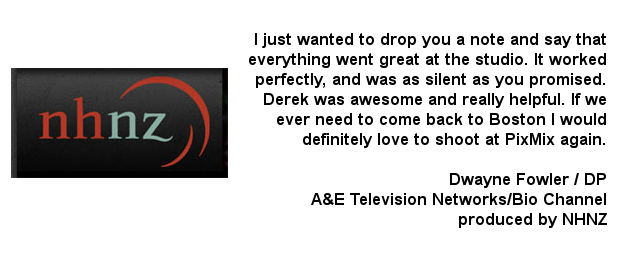 nhnz
I just wanted to drop you a note and say that
everything went great at the studio. It worked
perfectly, and was as silent as you promised.
Derek was awesome and really helpful. If we
ever need to come back to Boston I would
definitely love to shoot at PixMix again.
Dwayne Fowler / DP
A&E Television Networks/Bio Channel
produced by NHNZ